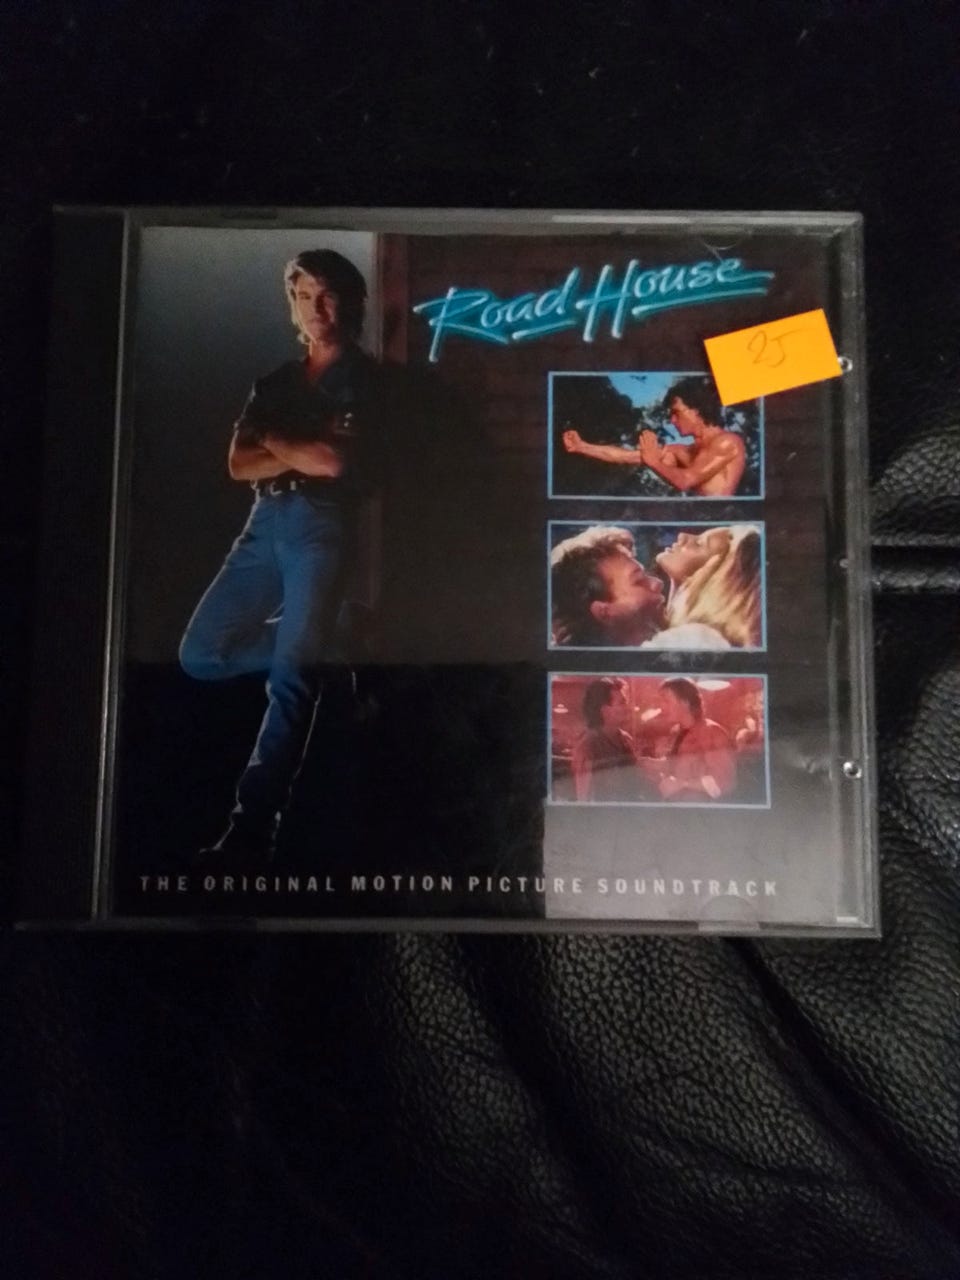 Road House
25
THE ORIGINAL MOTION PICTURE SOUNDTRACK